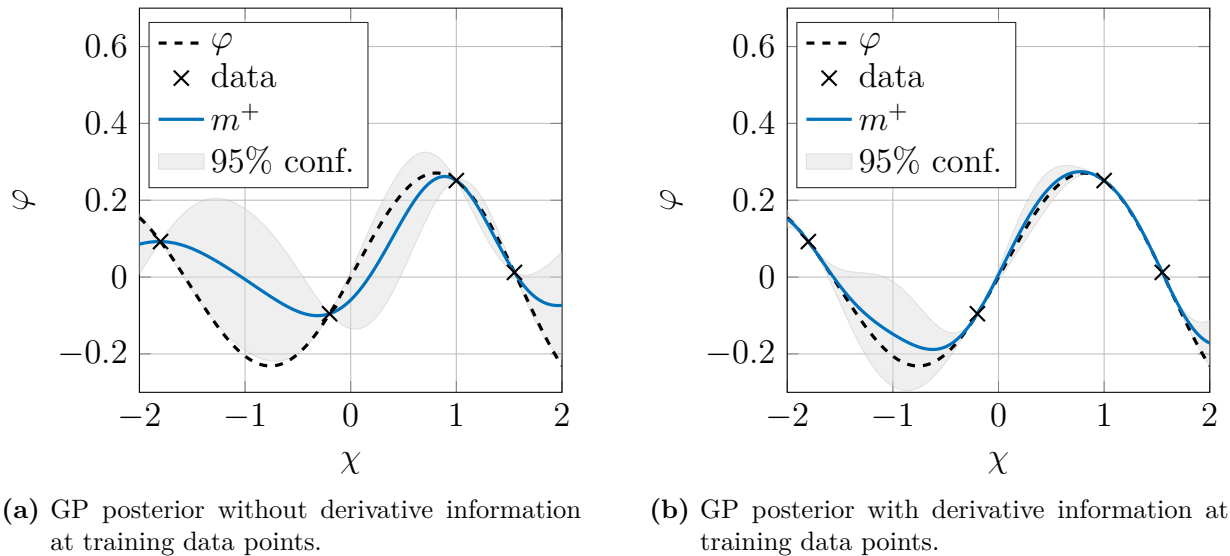 φ
data
m⁺
95% conf.
0.6
0.4
0.2
0
−0.2
φ
−2
−1
0
1
2
χ
(a) GP posterior without derivative information
at training data points.
φ
data
m⁺
95% conf.
0.6
0.4
0.2
0
−0.2
φ
−2
−1
0
1
2
χ
(b) GP posterior with derivative information at
training data points.